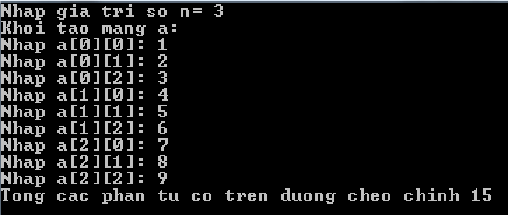 Nhap gia tri so n= 3
Khoi tao mang a:
Nhap a[0][0]: 1
Nhap a[0][1]: 2
Nhap a[0][2]: 3
Nhap a[1][0]: 4
Nhap a[1][1]: 5
Nhap a[1][2]: 6
Nhap a[2][0]: 7
Nhap a[2][1]: 8
Nhap a[2][2]: 9
Tong cac phan tu co tren duong cheo chinh 15